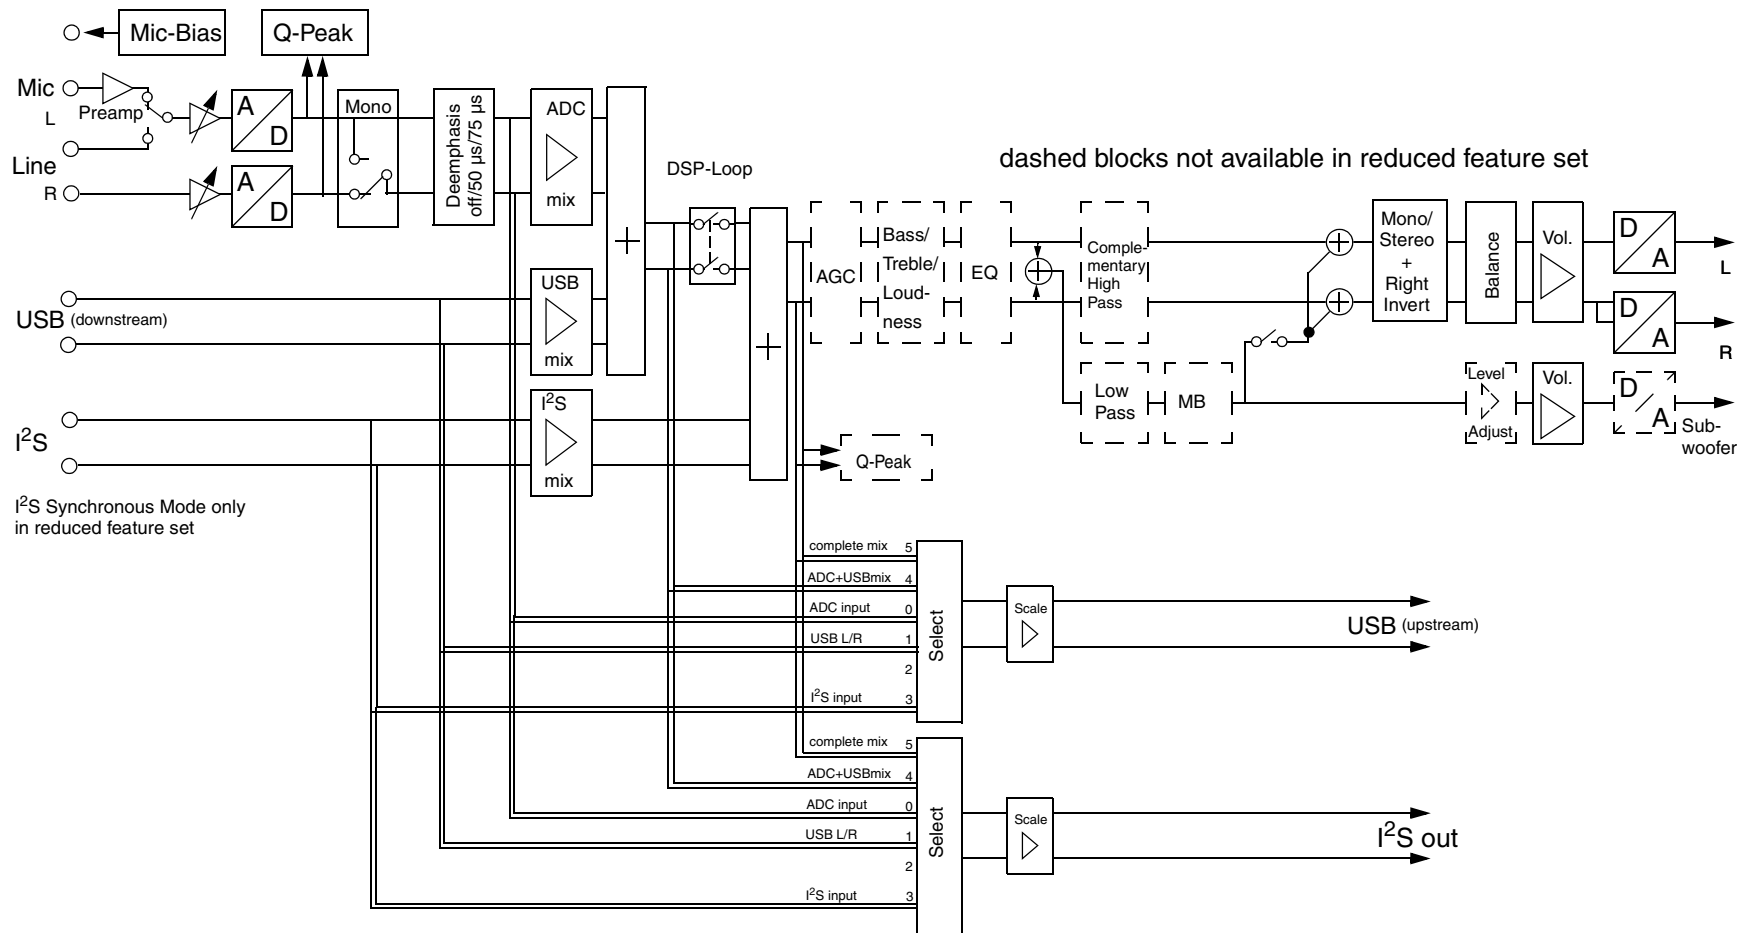 Mic-Bias
Q-Peak
Mic
L
Preamp
Line
R
A
D
A
D
Mono
Deemphasis
off/50 µs/75 µs
ADC
mix
DSP-Loop
dashed blocks not available in reduced feature set
+
USB (downstream)
USB
mix
I²S
I²S
mix
I²S Synchronous Mode only
in reduced feature set
+
AGC
Bass/
Treble/
Loud-
ness
EQ
Comple-
mentary
High
Pass
Low
Pass
MB
Mono/
Stereo
+
Right
Invert
Balance
Vol.
D
A
L
D
A
R
Level
Adjust
Vol.
D
A
Sub-
woofer
Q-Peak
complete mix 5
ADC+USBmix 4
ADC input 0
USB L/R 1
2
I²S input 3
Select
Scale
USB (upstream)
complete mix 5
ADC+USBmix 4
ADC input 0
USB L/R 1
2
I²S input 3
Select
Scale
I²S out